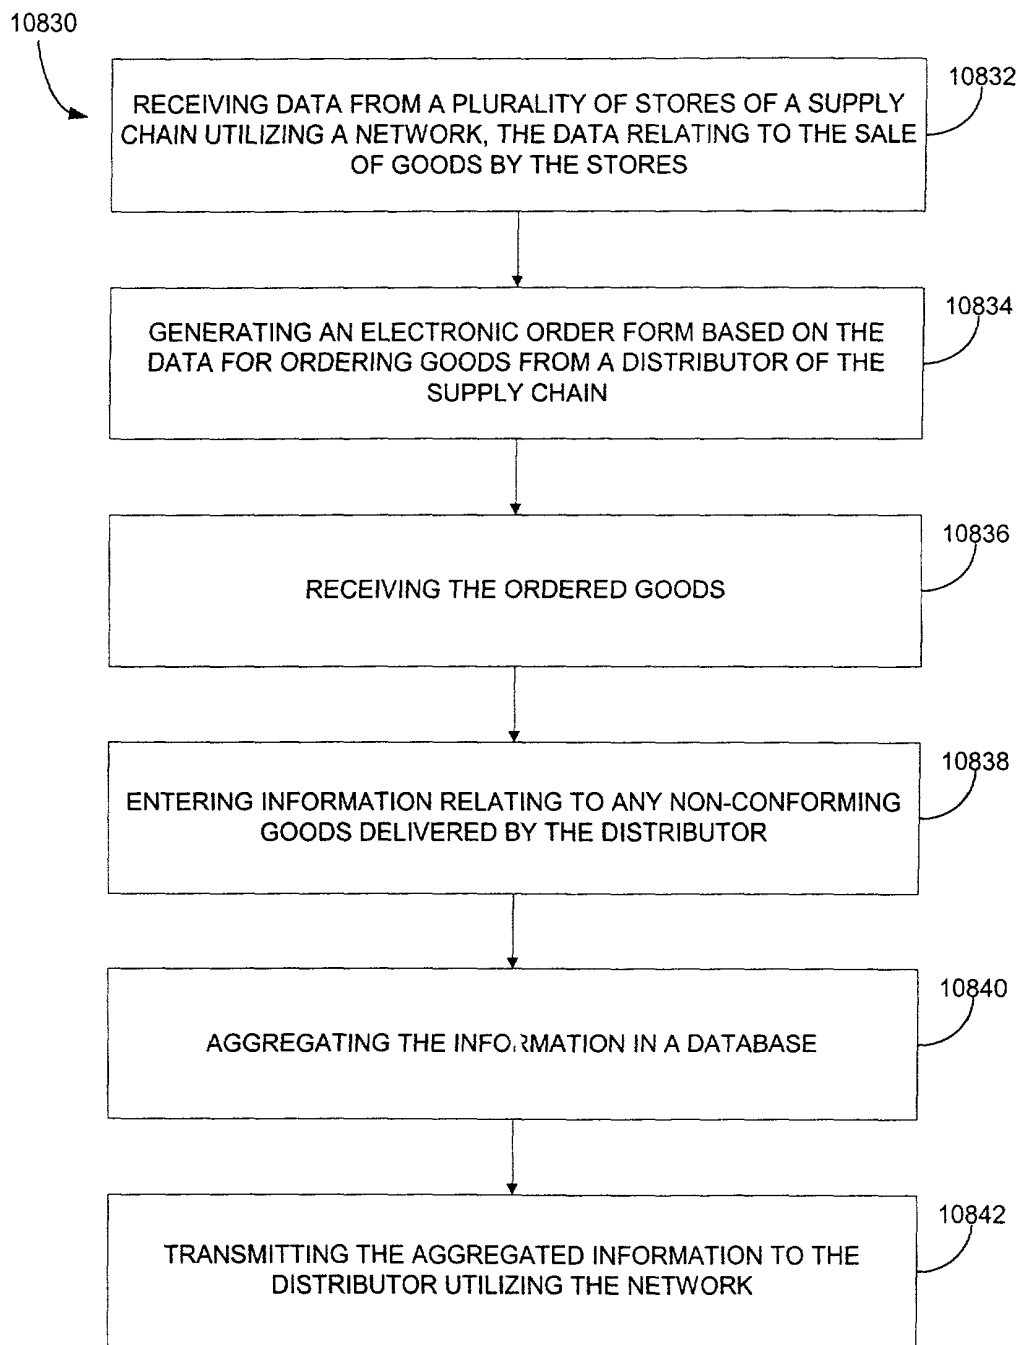 10830
10832
RECEIVING DATA FROM A PLURALITY OF STORES OF A SUPPLY
CHAIN UTILIZING A NETWORK, THE DATA RELATING TO THE SALE
OF GOODS BY THE STORES
10834
GENERATING AN ELECTRONIC ORDER FORM BASED ON THE
DATA FOR ORDERING GOODS FROM A DISTRIBUTOR OF THE
SUPPLY CHAIN
10836
RECEIVING THE ORDERED GOODS
10838
ENTERING INFORMATION RELATING TO ANY NON-CONFORMING
GOODS DELIVERED BY THE DISTRIBUTOR
10840
AGGREGATING THE INFORMATION IN A DATABASE
10842
TRANSMITTING THE AGGREGATED INFORMATION TO THE
DISTRIBUTOR UTILIZING THE NETWORK